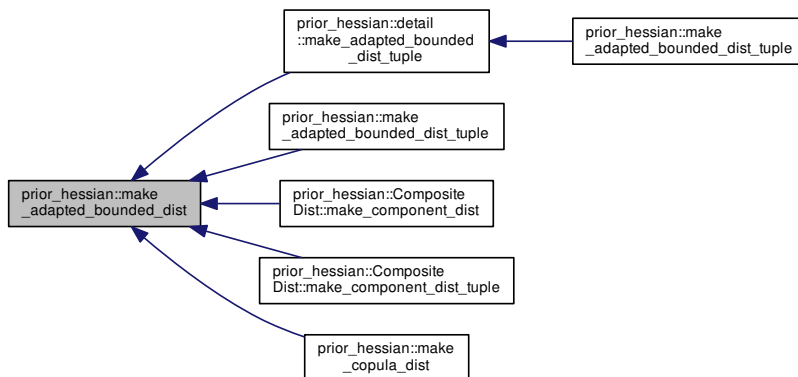 prior_hessian::detail
::make_adapted_bounded
_dist_tuple
prior_hessian::make
_adapted_bounded_dist_tuple
prior_hessian::make
_adapted_bounded_dist_tuple
prior_hessian::make
_adapted_bounded_dist
prior_hessian::Composite
Dist::make_component_dist
prior_hessian::Composite
Dist::make_component_dist_tuple
prior_hessian::make
_copula_dist